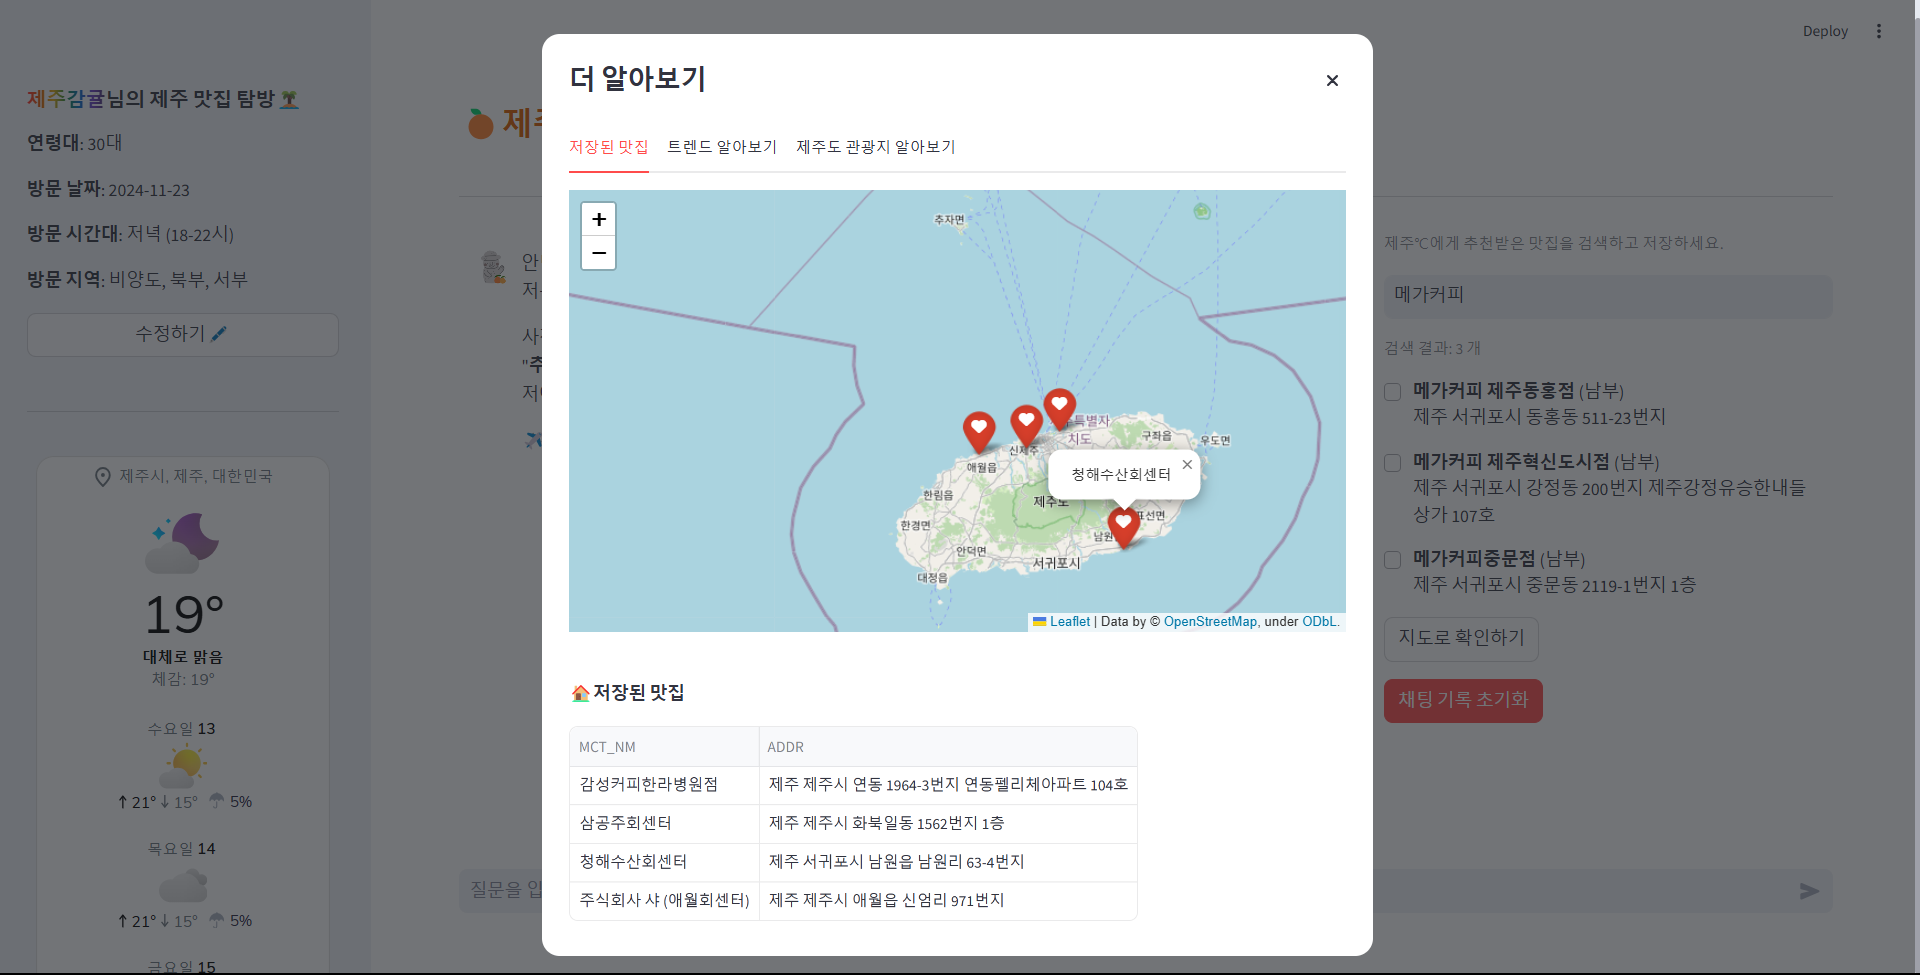 Deploy
제주감귤님의 제주 맛집 탐방
연령대: 30대
방문 날짜: 2024-11-23
방문 시간대: 저녁 (18-22시)
방문 지역: 비양도, 북부, 서부
수정하기
제주시, 제주, 대한민국
19°
대체로 맑음
체감: 19°
수요일 13
↑ 21° ↓ 15° 5%
목요일 14
↑ 21° ↓ 15° 5%
금요일 15
제주
안
사
"추
질문을 입
더 알아보기
×
저장된 맛집
트렌드 알아보기
제주도 관광지 알아보기
+
−
추자면
특별자
치도
구좌읍
우도면
신제주
애월읍
한림읍
청해수산회센터
×
제주도
표선면
한경면
남원
안덕면
서귀포시
대정읍
Leaflet | Data by © OpenStreetMap, under ODbL.
저장된 맛집
MCT_NM ADDR
감성커피한라병원점 제주 제주시 연동 1964-3번지 연동펠리체아파트 104호
삼공주회센터 제주 제주시 화북일동 1562번지 1층
청해수산회센터 제주 서귀포시 남원읍 남원리 63-4번지
주식회사 샤 (애월회센터) 제주 제주시 애월읍 신엄리 971번지
제주℃에게 추천받은 맛집을 검색하고 저장하세요.
메가커피
검색 결과: 3 개
메가커피 제주동홍점 (남부)
제주 서귀포시 동홍동 511-23번지
메가커피 제주혁신도시점 (남부)
제주 서귀포시 강정동 200번지 제주강정유승한내들
상가 107호
메가커피중문점 (남부)
제주 서귀포시 중문동 2119-1번지 1층
지도로 확인하기
채팅 기록 초기화